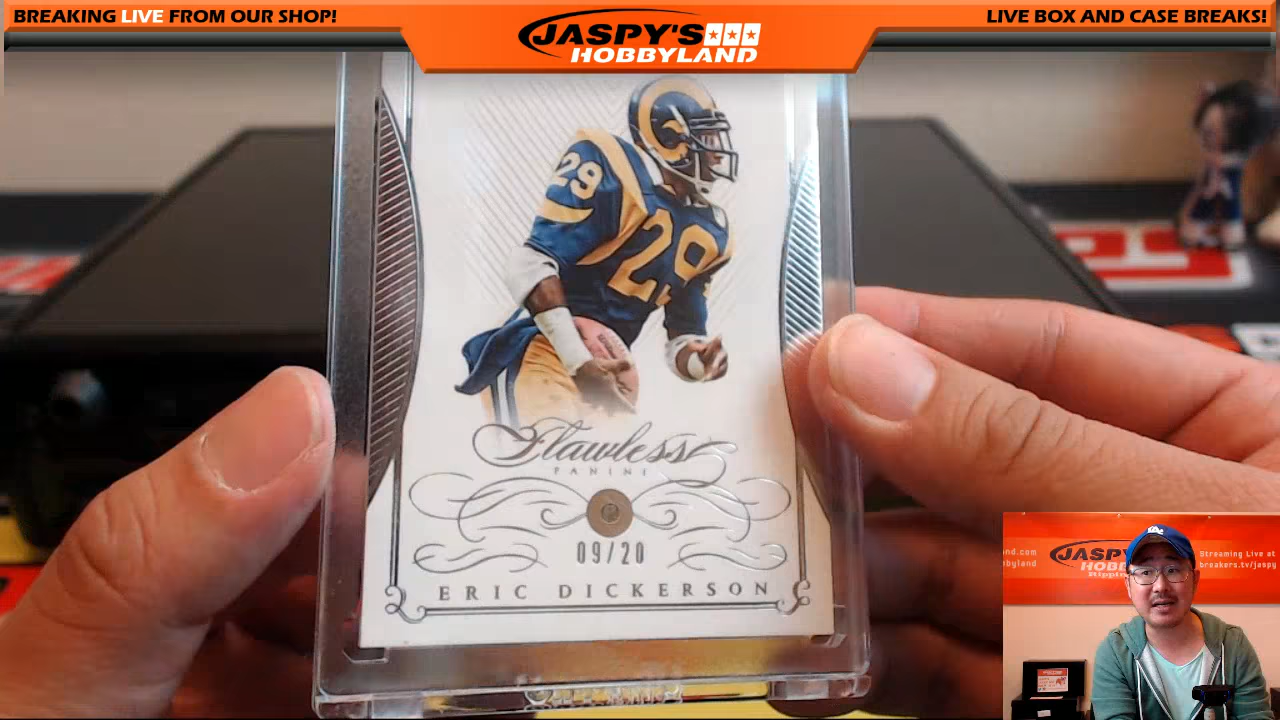 BREAKING LIVE FROM OUR SHOP!
JASPY'S
HOBBYLAND
LIVE BOX AND CASE BREAKS!
29
29
Flawless
PANINI
09/20
ERIC DICKERSON
JASPY
HOBB
Streaming Live at
breakers.tv/jaspy